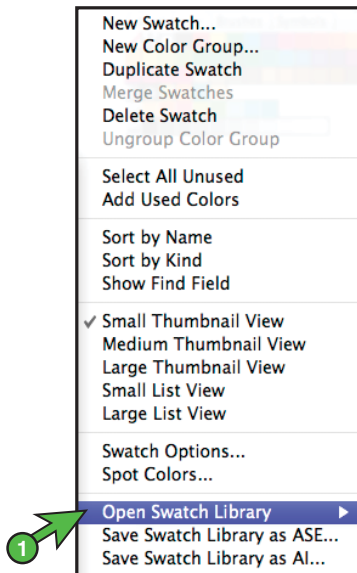 New Swatch...
New Color Group...
Duplicate Swatch
Merge Swatches
Delete Swatch
Ungroup Color Group
Select All Unused
Add Used Colors
Sort by Name
Sort by Kind
Show Find Field
✓ Small Thumbnail View
Medium Thumbnail View
Large Thumbnail View
Small List View
Large List View
Swatch Options...
Spot Colors...
Open Swatch Library
Save Swatch Library as ASE...
1
Save Swatch Library as AI...